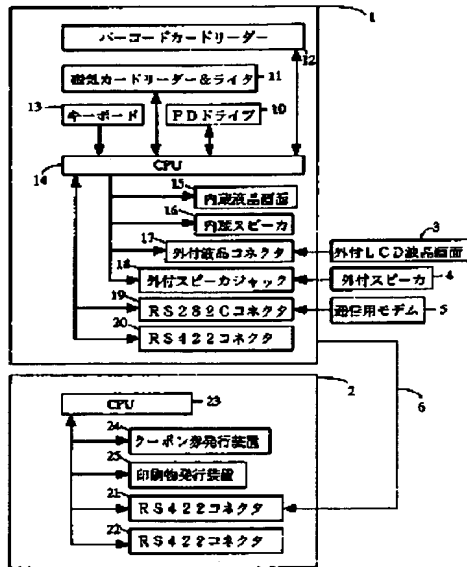 1
バーコードカードリーダー
12
磁気カードリーダー&ライタ
11
13
キーボード
PDドライブ
10
CPU
14
15
内蔵液晶画面
16
内蔵スピーカ
17
外付液晶コネクタ
3
外付LCD液晶画面
18
外付スピーカジャック
外付スピーカ
4
19
RS232Cコネクタ
通信用モデム
5
20
RS422コネクタ
2
CPU
23
6
24
クーポン券発行装置
25
印刷物発行装置
21
RS422コネクタ
22
RS422コネクタ